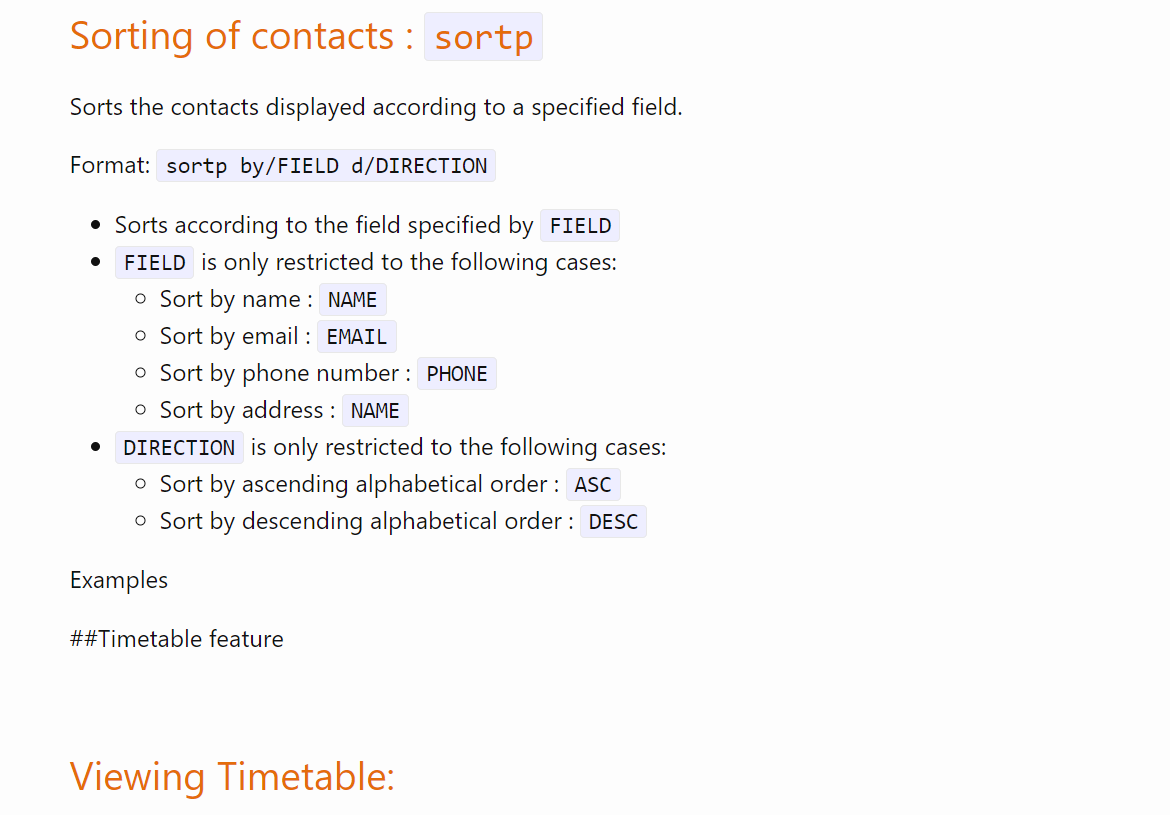 Sorting of contacts : sortp
Sorts the contacts displayed according to a specified field.
Format: sortp by/FIELD d/DIRECTION
Sorts according to the field specified by FIELD
FIELD is only restricted to the following cases:
Sort by name : NAME
Sort by email : EMAIL
Sort by phone number : PHONE
Sort by address : NAME
DIRECTION is only restricted to the following cases:
Sort by ascending alphabetical order : ASC
Sort by descending alphabetical order : DESC
Examples
##Timetable feature
Viewing Timetable: